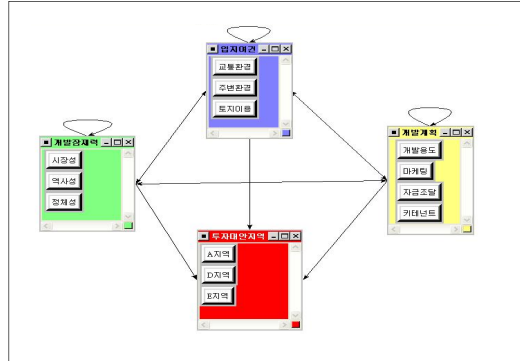 입지여건
교통환경
주변환경
토지이용
개발잠재력
시장성
역사성
정체성
개발계획
개발용도
마케팅
자금조달
키테넌트
투자대안지역
A지역
D지역
E지역